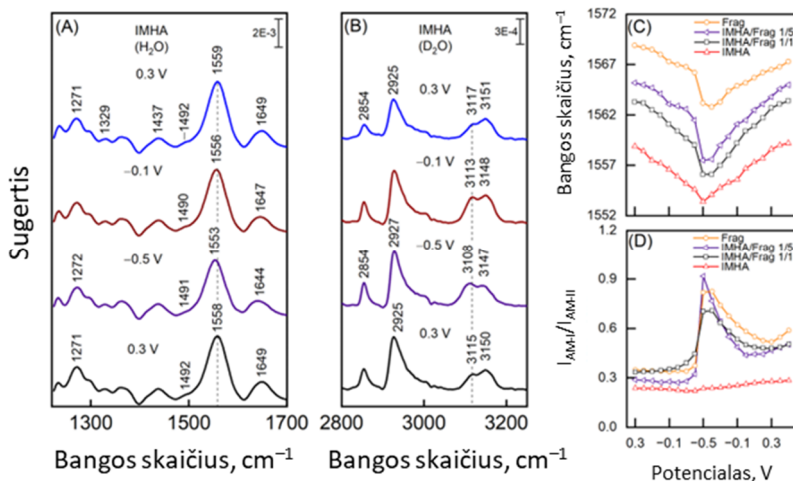 Sugertis
(A)
IMHA
(H₂O)
2E-3
0.3 V
1271
1329
1437
1492
1559
1649
−0.1 V
1490
1556
1647
−0.5 V
1272
1491
1553
1644
0.3 V
1271
1492
1558
1649
1300 1500 1700
Bangos skaičius, cm⁻¹
(B)
IMHA
(D₂O)
3E-4
0.3 V
2854
2925
3117
3151
−0.1 V
3113
3148
−0.5 V
2854
2927
3108
3147
0.3 V
2925
3115
3150
2800 3000 3200
Bangos skaičius, cm⁻¹
(C)
Frag
IMHA/Frag 1/5
IMHA/Frag 1/1
IMHA
Bangos skaičius, cm⁻¹
1572
1567
1562
1557
1552
(D)
Frag
IMHA/Frag 1/5
IMHA/Frag 1/1
IMHA
I_AM-I/I_AM-II
1.2
0.9
0.6
0.3
0.0
0.3 −0.1 −0.5 −0.1 0.3
Potencialas, V